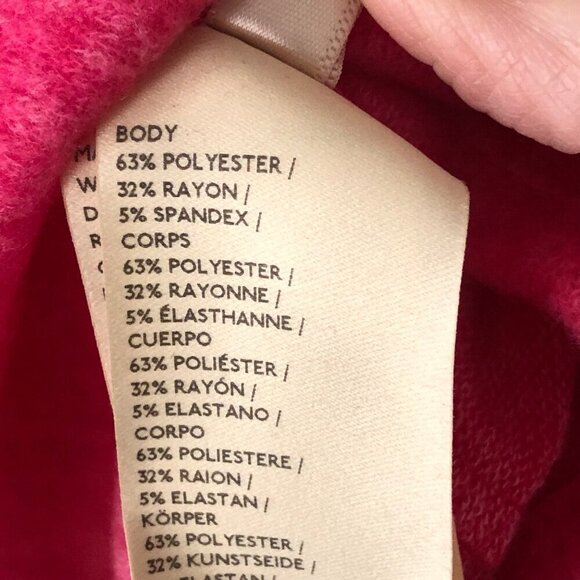 BODY
63% POLYESTER /
32% RAYON /
5% SPANDEX /
CORPS
63% POLYESTER /
32% RAYONNE /
5% ÉLASTHANNE /
CUERPO
63% POLIÉSTER /
32% RAYÓN /
5% ELASTANO /
CORPO
63% POLIESTERE /
32% RAION /
5% ELASTAN /
KÖRPER
63% POLYESTER /
32% KUNSTSEIDE /
ELASTAN /